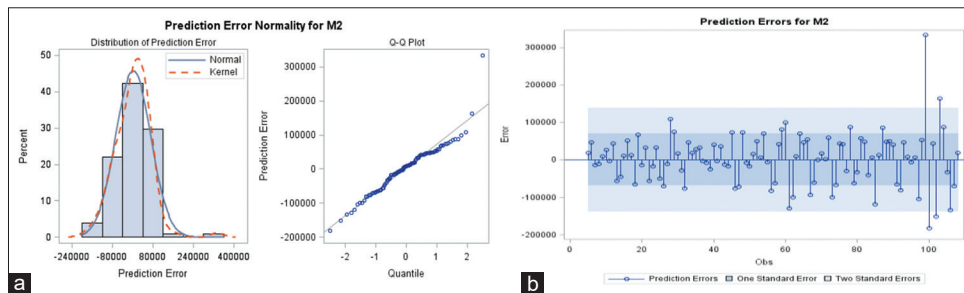 Prediction Error Normality for M2
Distribution of Prediction Error
Q-Q Plot
Normal
Kernel
50
40
30
20
10
0
Percent
-240000 -80000 80000 240000 400000
Prediction Error
300000
200000
100000
0
-100000
-200000
Prediction Error
-2 -1 0 1 2
Quantile
a
Prediction Errors for M2
300000
200000
100000
0
-100000
-200000
Error
0 20 40 60 80 100
Obs
Prediction Errors One Standard Error Two Standard Errors
b